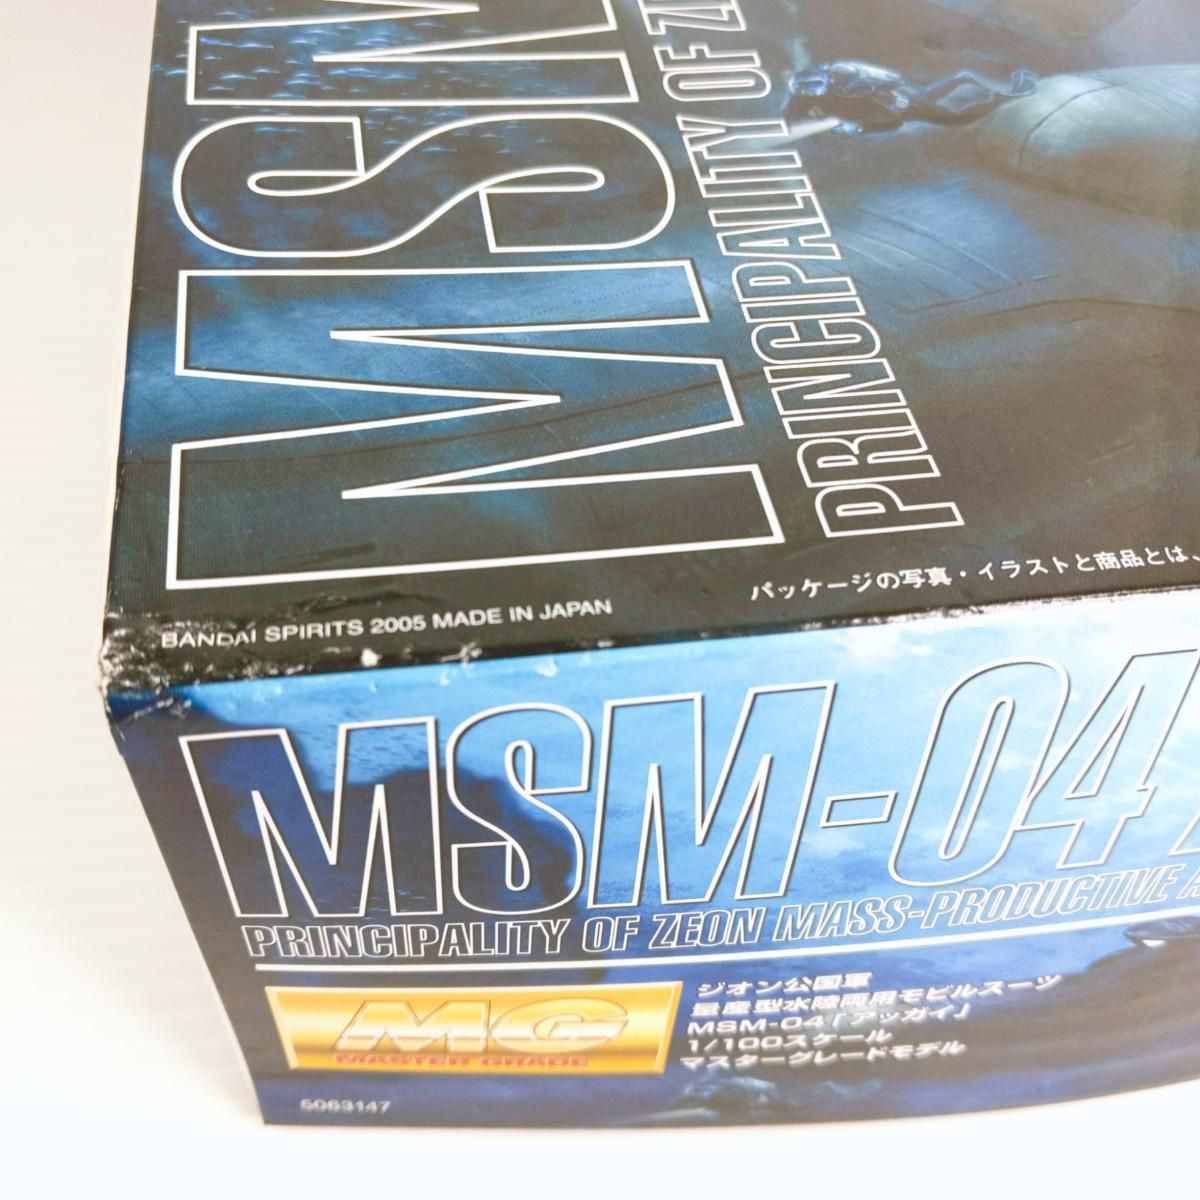 MSM
PRINCIPALITY OF ZE
パッケージの写真・イラストと商品とは、
BANDAI SPIRITS 2005 MADE IN JAPAN
MSM-04
PRINCIPALITY OF ZEON MASS-PRODUCTIVE A
MG
MASTER GRADE
ジオン公国軍
量産型水陸両用モビルスーツ
MSM-04「アッガイ」
1/100スケール
マスターグレードモデル
5063147